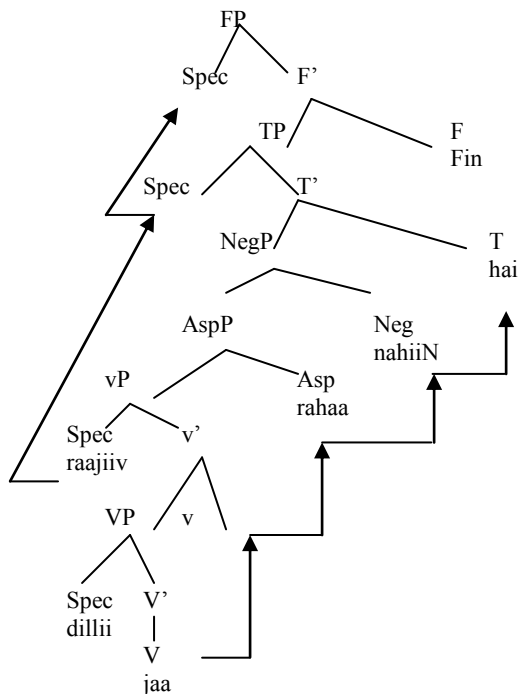 FP
Spec F’
TP F
Fin
Spec T’
NegP T
hai
AspP Neg
nahiiN
vP Asp
rahaa
Spec v’
raajiiv
VP v
Spec V’
dillii
V
jaa